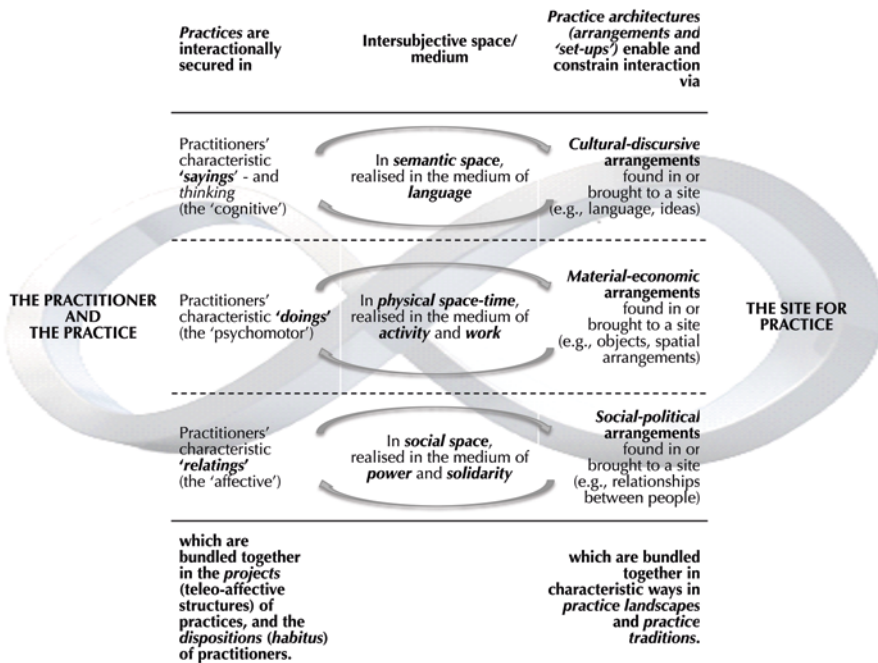 Practices are
interactionally
secured in
Intersubjective space/
medium
Practice architectures
(arrangements and
‘set-ups’) enable and
constrain interaction
via
THE PRACTITIONER
AND
THE PRACTICE
Practitioners’
characteristic
‘sayings’ - and
thinking
(the ‘cognitive’)
In semantic space,
realised in the medium of
language
Cultural-discursive
arrangements
found in or
brought to a site
(e.g., language, ideas)
Practitioners’
characteristic ‘doings’
(the ‘psychomotor’)
In physical space-time,
realised in the medium of
activity and work
Material-economic
arrangements
found in or
brought to a site
(e.g., objects, spatial
arrangements)
THE SITE FOR
PRACTICE
Practitioners’
characteristic
‘relatings’
(the ‘affective’)
In social space,
realised in the medium of
power and solidarity
Social-political
arrangements
found in or
brought to a site
(e.g., relationships
between people)
which are
bundled together
in the projects
(teleo-affective
structures) of
practices, and the
dispositions (habitus)
of practitioners.
which are bundled
together in
characteristic ways in
practice landscapes
and practice
traditions.